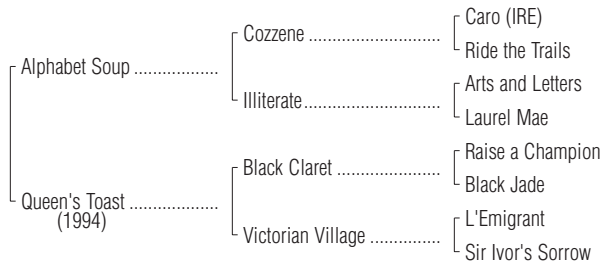 Caro (IRE)
Cozzene ............................
Ride the Trails
Alphabet Soup ..................
Arts and Letters
Illiterate.............................
Laurel Mae
Raise a Champion
Black Claret .....................
Black Jade
Queen's Toast ...................
(1994)
L'Emigrant
Victorian Village ...............
Sir Ivor's Sorrow